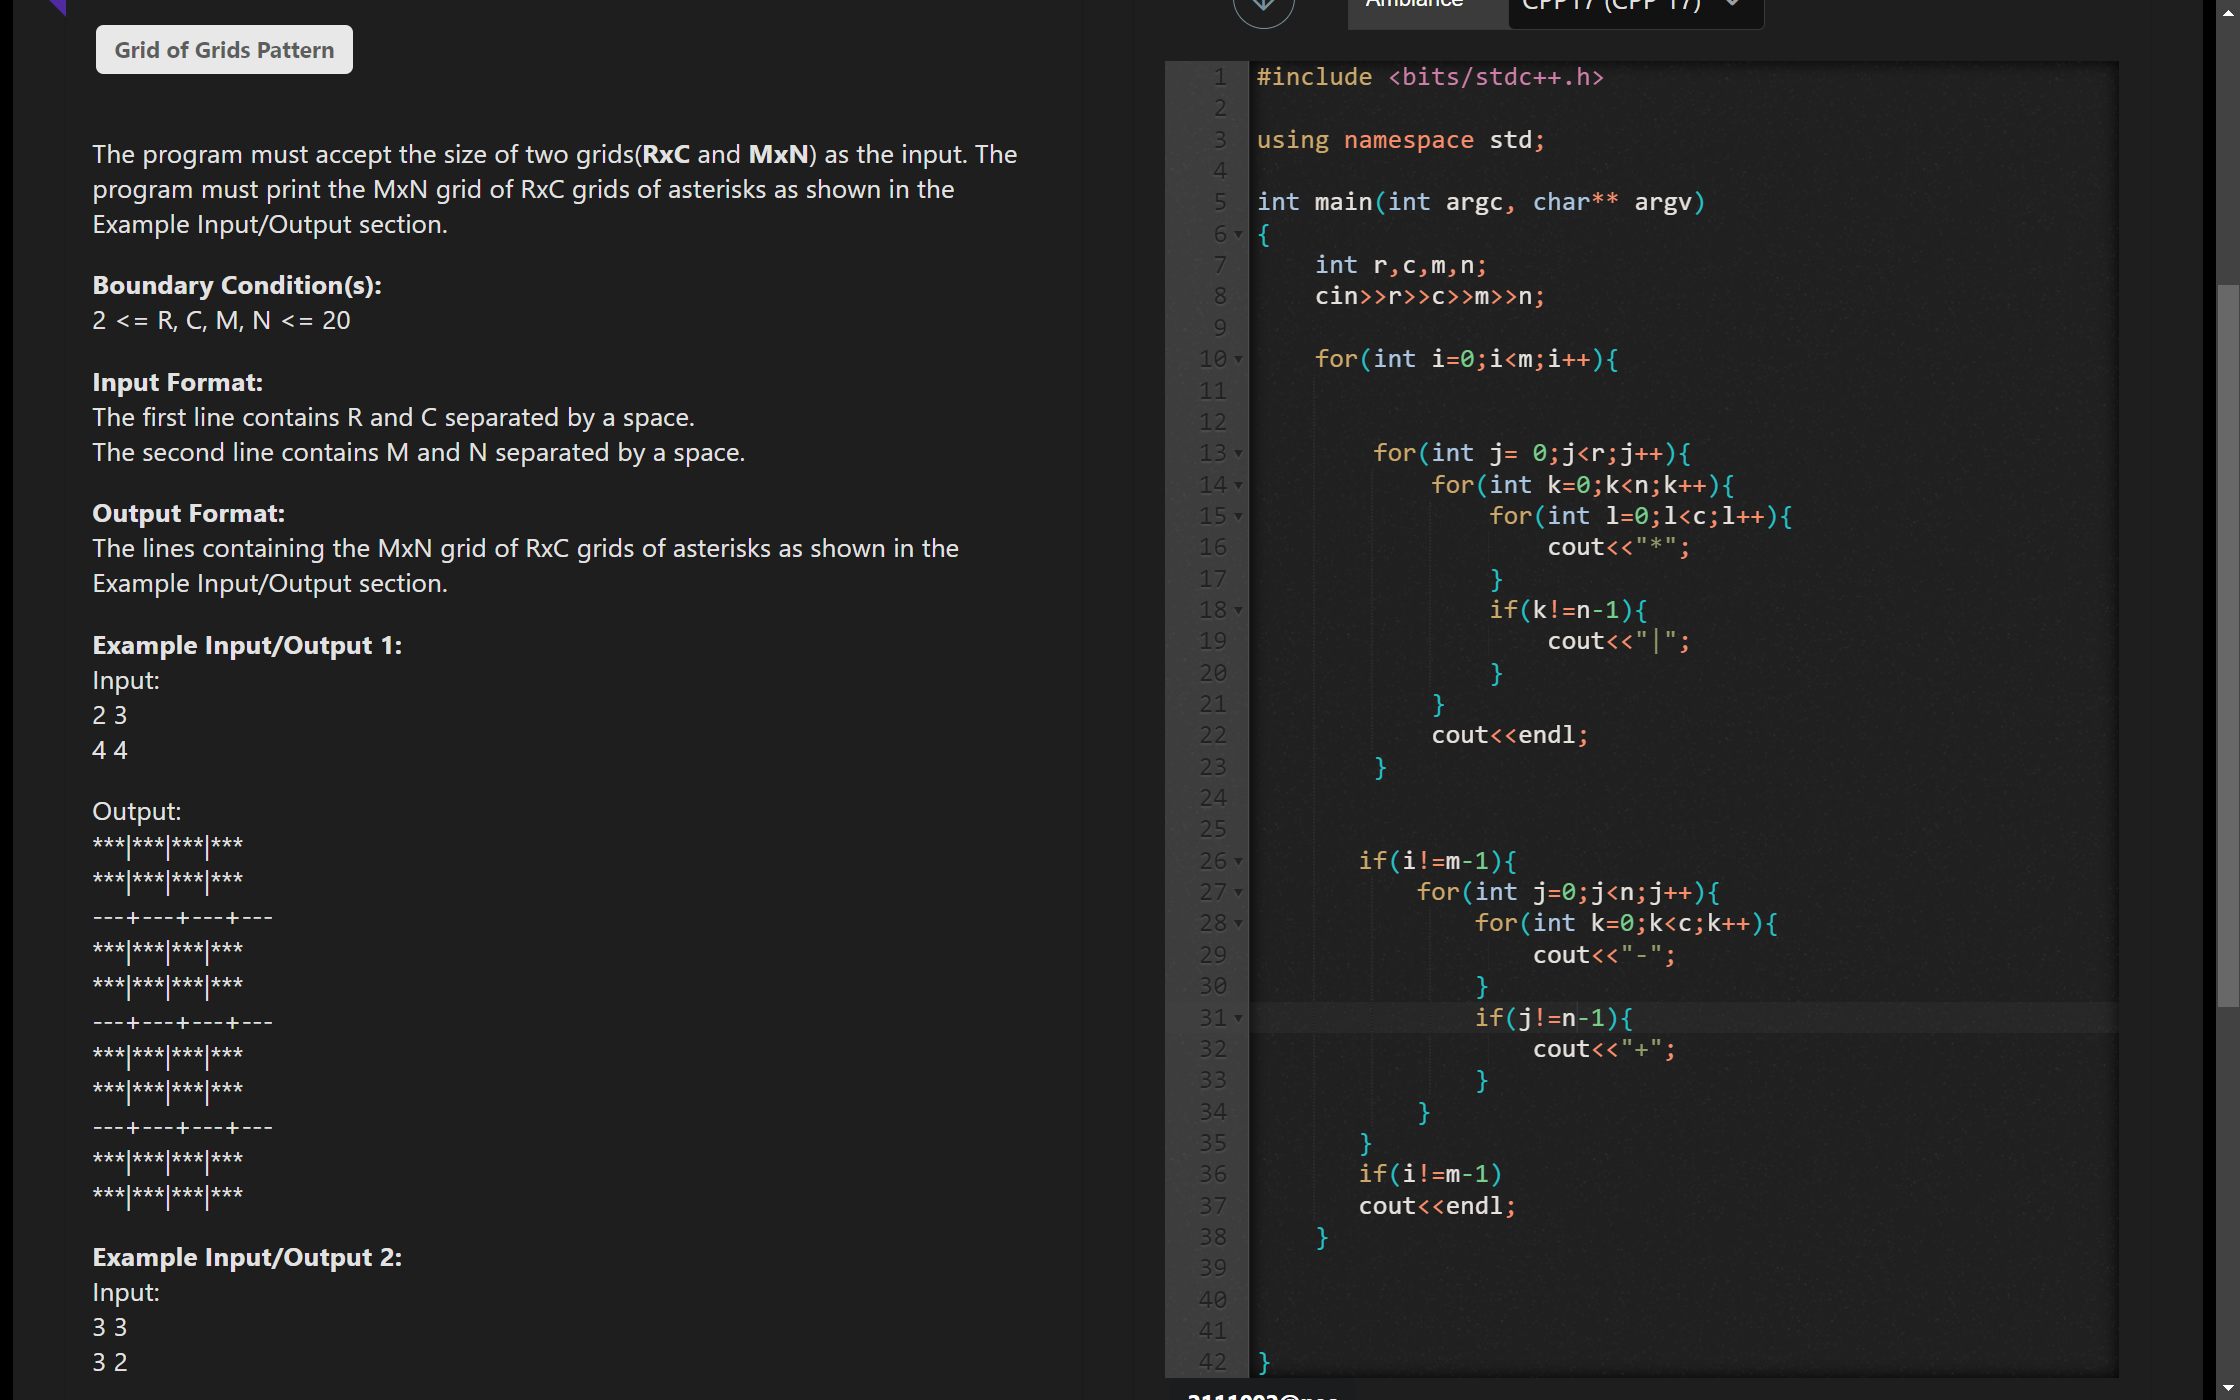 Grid of Grids Pattern
The program must accept the size of two grids(RxC and MxN) as the input. The
program must print the MxN grid of RxC grids of asterisks as shown in the
Example Input/Output section.
Boundary Condition(s):
2 <= R, C, M, N <= 20
Input Format:
The first line contains R and C separated by a space.
The second line contains M and N separated by a space.
Output Format:
The lines containing the MxN grid of RxC grids of asterisks as shown in the
Example Input/Output section.
Example Input/Output 1:
Input:
2 3
4 4
Output:
***|***|***|***
***|***|***|***
---+---+---+---
***|***|***|***
***|***|***|***
---+---+---+---
***|***|***|***
***|***|***|***
---+---+---+---
***|***|***|***
***|***|***|***
Example Input/Output 2:
Input:
3 3
3 2
Ambiance CPP17 (CPP 17)
1 #include <bits/stdc++.h>
2
3 using namespace std;
4
5 int main(int argc, char** argv)
6 {
7     int r,c,m,n;
8     cin>>r>>c>>m>>n;
9
10     for(int i=0;i<m;i++){
11
12
13         for(int j= 0;j<r;j++){
14             for(int k=0;k<n;k++){
15                 for(int l=0;l<c;l++){
16                     cout<<"*";
17                 }
18                 if(k!=n-1){
19                     cout<<"|";
20                 }
21             }
22             cout<<endl;
23         }
24
25
26        if(i!=m-1){
27            for(int j=0;j<n;j++){
28                for(int k=0;k<c;k++){
29                    cout<<"-";
30                }
31                if(j!=n-1){
32                    cout<<"+";
33                }
34            }
35        }
36        if(i!=m-1)
37        cout<<endl;
38     }
39
40
41
42 }